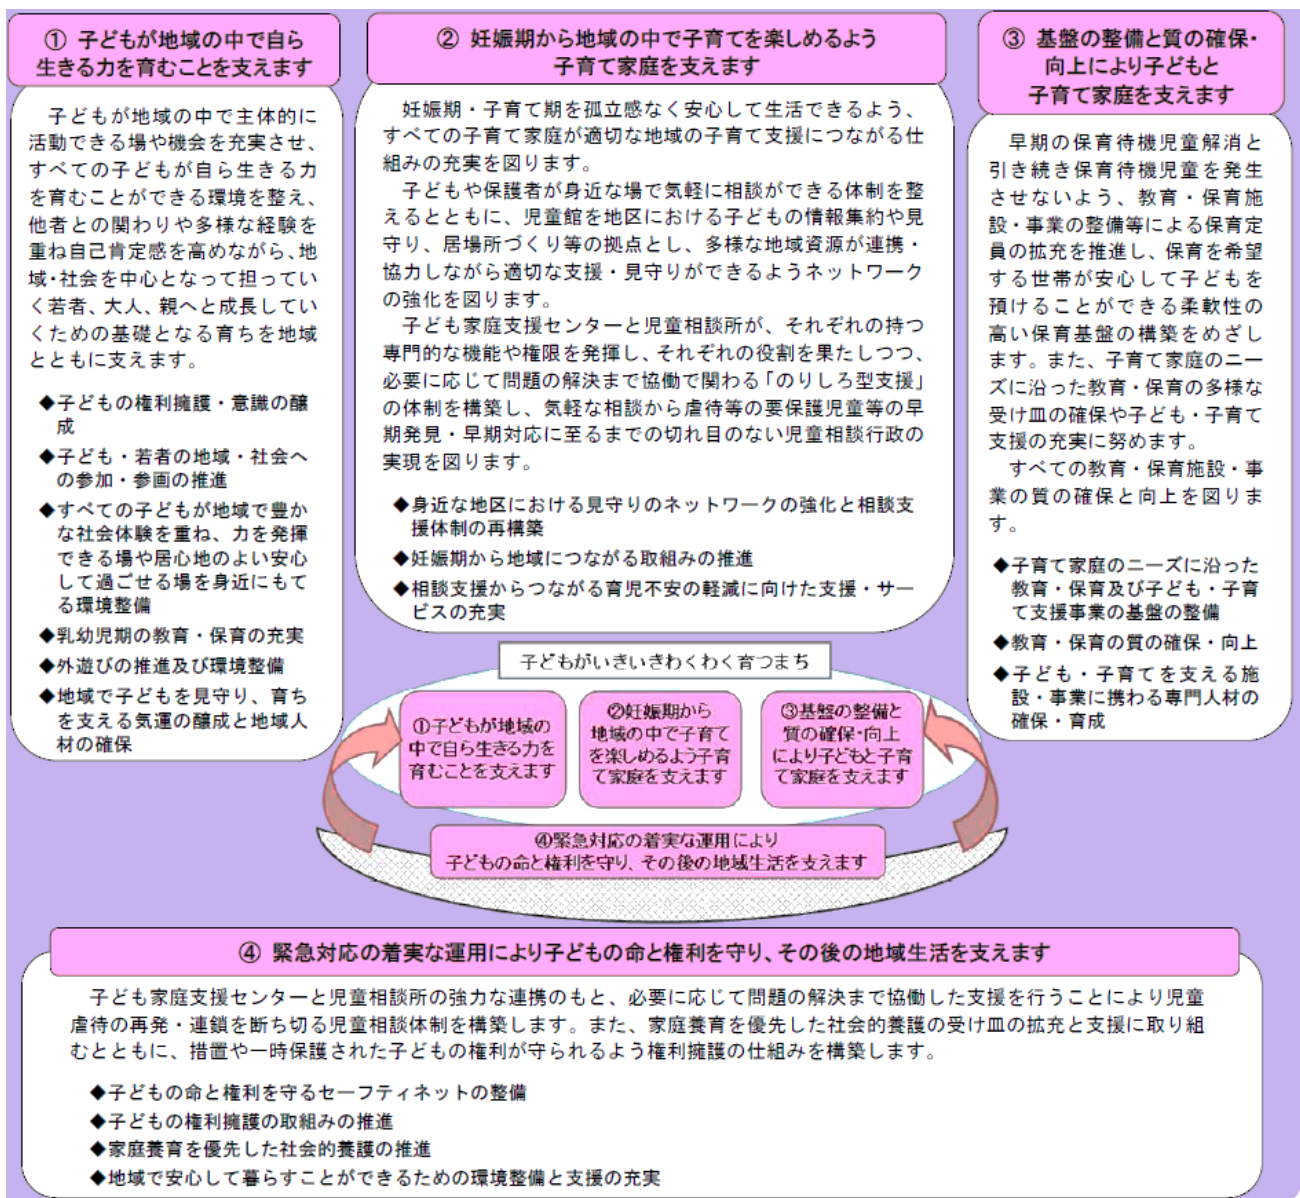 ① 子どもが地域の中で自ら
生きる力を育むことを支えます
子どもが地域の中で主体的に
活動できる場や機会を充実させ、
すべての子どもが自ら生きる力
を育むことができる環境を整え、
他者との関わりや多様な経験を
重ね自己肯定感を高めながら、地
域・社会を中心となって担ってい
く若者、大人、親へと成長してい
くための基礎となる育ちを地域
とともに支えます。
◆子どもの権利擁護・意識の醸
成
◆子ども・若者の地域・社会へ
の参加・参画の推進
◆すべての子どもが地域で豊か
な社会体験を重ね、力を発揮
できる場や居心地のよい安心
して過ごせる場を身近にもて
る環境整備
◆乳幼児期の教育・保育の充実
◆外遊びの推進及び環境整備
◆地域で子どもを見守り、育ち
を支える気運の醸成と地域人
材の確保
② 妊娠期から地域の中で子育てを楽しめるよう
子育て家庭を支えます
妊娠期・子育て期を孤立感なく安心して生活できるよう、
すべての子育て家庭が適切な地域の子育て支援につながる仕
組みの充実を図ります。
子どもや保護者が身近な場で気軽に相談ができる体制を整
えるとともに、児童館を地区における子どもの情報集約や見
守り、居場所づくり等の拠点とし、多様な地域資源が連携・
協力しながら適切な支援・見守りができるようネットワーク
の強化を図ります。
子ども家庭支援センターと児童相談所が、それぞれの持つ
専門的な機能や権限を発揮し、それぞれの役割を果たしつつ、
必要に応じて問題の解決まで協働で関わる「のりしろ型支援」
の体制を構築し、気軽な相談から虐待等の要保護児童等の早
期発見・早期対応に至るまでの切れ目のない児童相談行政の
実現を図ります。
◆身近な地区における見守りのネットワークの強化と相談支
援体制の再構築
◆妊娠期から地域につながる取組みの推進
◆相談支援からつながる育児不安の軽減に向けた支援・サー
ビスの充実
③ 基盤の整備と質の確保・
向上により子どもと
子育て家庭を支えます
早期の保育待機児童解消と
引き続き保育待機児童を発生
させないよう、教育・保育施
設・事業の整備等による保育定
員の拡充を推進し、保育を希望
する世帯が安心して子どもを
預けることができる柔軟性の
高い保育基盤の構築をめざし
ます。また、子育て家庭のニー
ズに沿った教育・保育の多様な
受け皿の確保や子ども・子育て
支援の充実に努めます。
すべての教育・保育施設・事
業の質の確保と向上を図りま
す。
◆子育て家庭のニーズに沿った
教育・保育及び子ども・子育
て支援事業の基盤の整備
◆教育・保育の質の確保・向上
◆子ども・子育てを支える施
設・事業に携わる専門人材の
確保・育成
子どもがいきいきわくわく育つまち
①子どもが地域の
中で自ら生きる力を
育むことを支えます
②妊娠期から
地域の中で子育て
を楽しめるよう子育
て家庭を支えます
③基盤の整備と
質の確保・向上
により子どもと子育
て家庭を支えます
④緊急対応の着実な運用により
子どもの命と権利を守り、その後の地域生活を支えます
④ 緊急対応の着実な運用により子どもの命と権利を守り、その後の地域生活を支えます
子ども家庭支援センターと児童相談所の強力な連携のもと、必要に応じて問題の解決まで協働した支援を行うことにより児童
虐待の再発・連鎖を断ち切る児童相談体制を構築します。また、家庭養育を優先した社会的養護の受け皿の拡充と支援に取り組
むとともに、措置や一時保護された子どもの権利が守られるよう権利擁護の仕組みを構築します。
◆子どもの命と権利を守るセーフティネットの整備
◆子どもの権利擁護の取組みの推進
◆家庭養育を優先した社会的養護の推進
◆地域で安心して暮らすことができるための環境整備と支援の充実